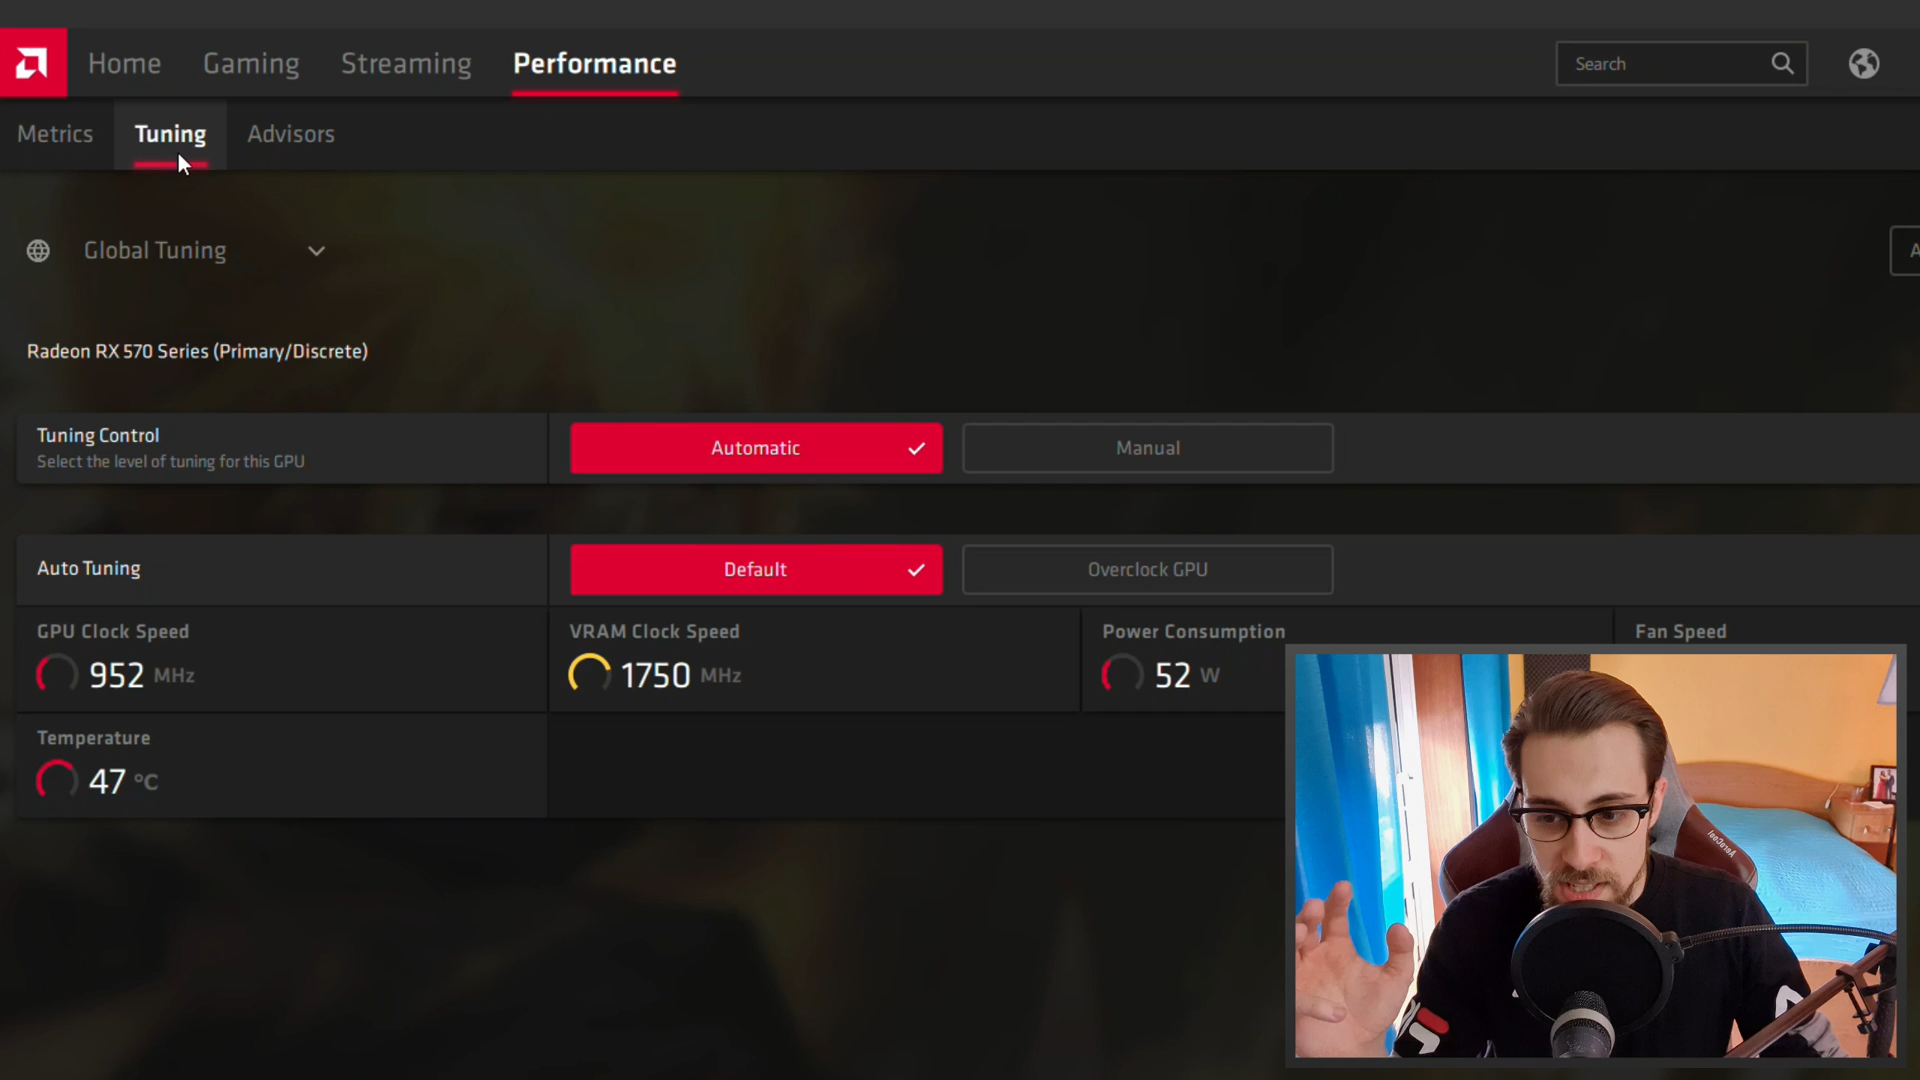 Home Gaming Streaming Performance Search
Metrics Tuning Advisors
Global Tuning
Radeon RX 570 Series (Primary/Discrete)
Tuning Control
Select the level of tuning for this GPU
Automatic Manual
Auto Tuning Default Overclock GPU
GPU Clock Speed VRAM Clock Speed Power Consumption Fan Speed
952 MHz 1750 MHz 52 W
Temperature
47 °C